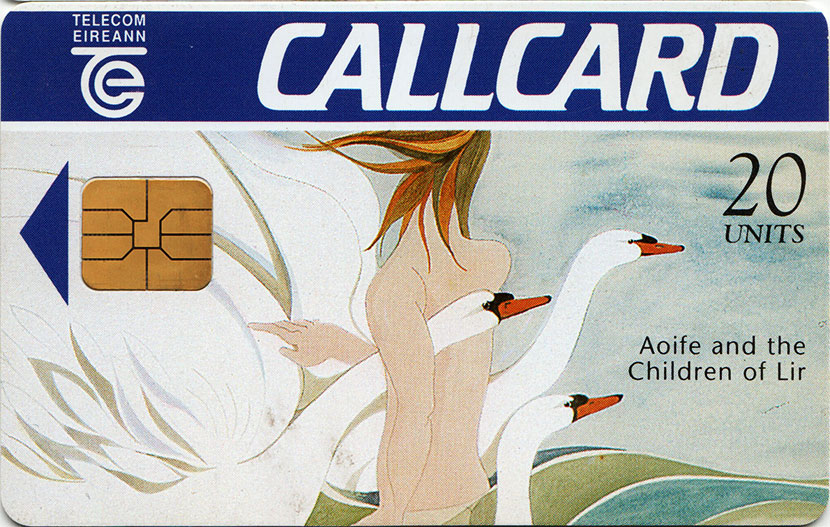 TELECOM
EIREANN
CALLCARD
20
UNITS
Aoife and the
Children of Lir